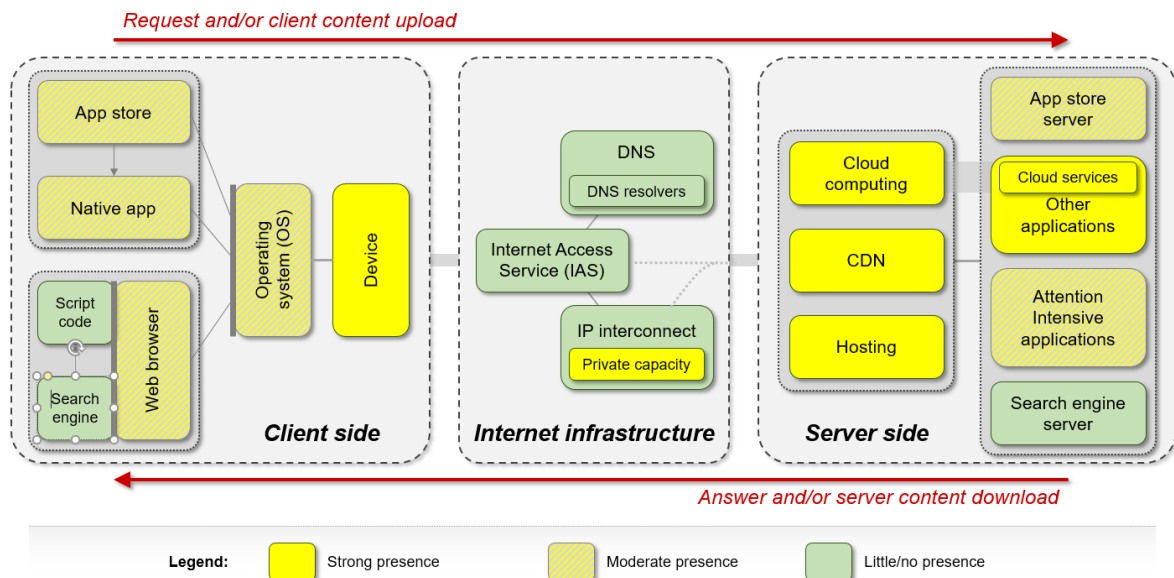 Request and/or client content upload
App store
Native app
Script
code
Search
engine
Web browser
Operating
system (OS)
Device
Client side
DNS
DNS resolvers
Internet Access
Service (IAS)
IP interconnect
Private capacity
Internet infrastructure
Cloud
computing
CDN
Hosting
Server side
App store
server
Cloud services
Other
applications
Attention
Intensive
applications
Search engine
server
Answer and/or server content download
Legend:
Strong presence
Moderate presence
Little/no presence